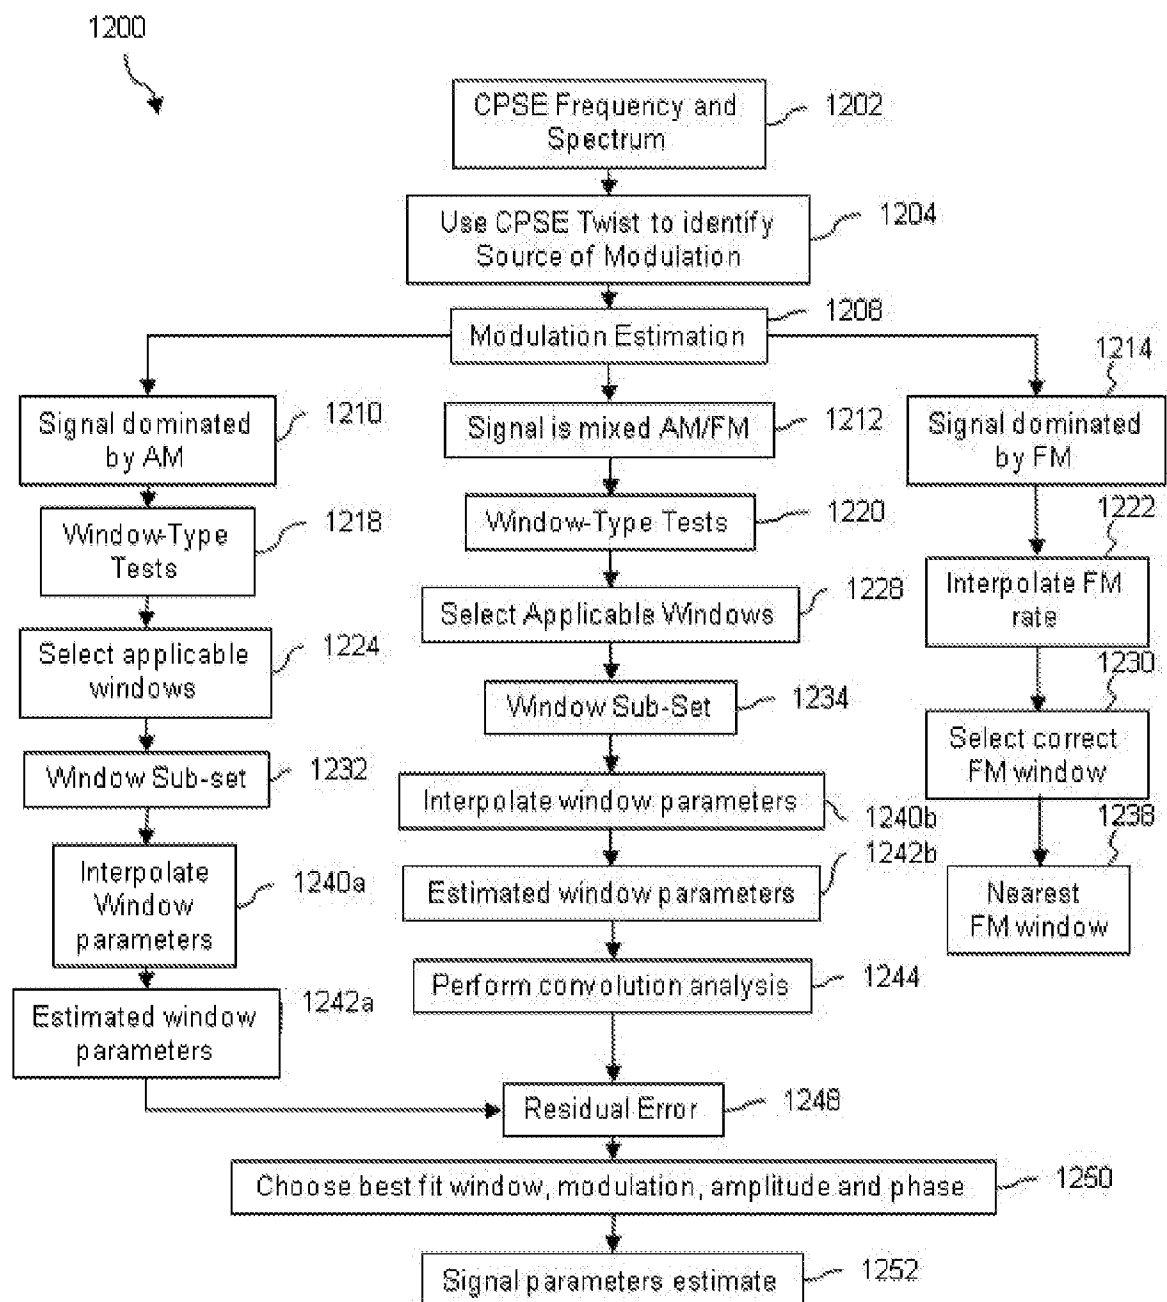 1200
CPSE Frequency and
Spectrum
1202
Use CPSE Twist to identify
Source of Modulation
1204
Modulation Estimation
1208
Signal dominated
by AM
1210
Signal is mixed AM/FM
1212
Signal dominated
by FM
1214
Window-Type
Tests
1218
Window-Type Tests
1220
Interpolate FM
rate
1222
Select applicable
windows
1224
Select Applicable Windows
1228
Select correct
FM window
1230
Window Sub-set
1232
Window Sub-Set
1234
Nearest
FM window
1238
Interpolate
Window
parameters
1240a
Interpolate window parameters
1240b
Estimated window
parameters
1242a
Estimated window parameters
1242b
Perform convolution analysis
1244
Residual Error
1248
Choose best fit window, modulation, amplitude and phase
1250
Signal parameters estimate
1252